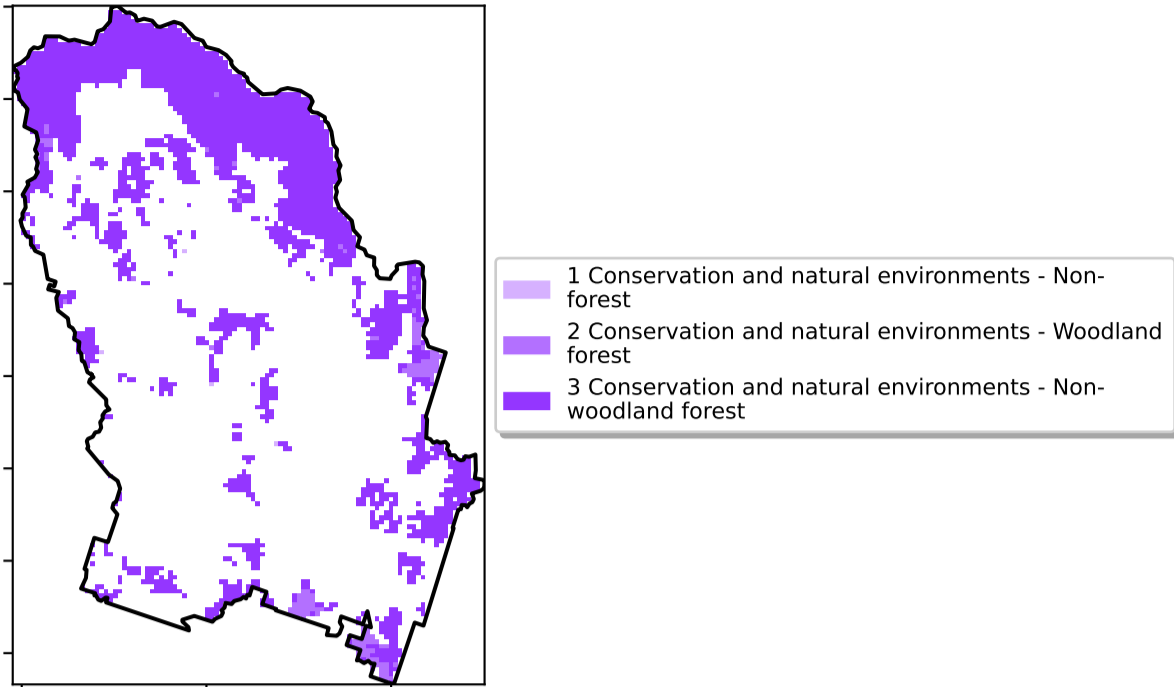 1 Conservation and natural environments - Non-
forest
2 Conservation and natural environments - Woodland
forest
3 Conservation and natural environments - Non-
woodland forest